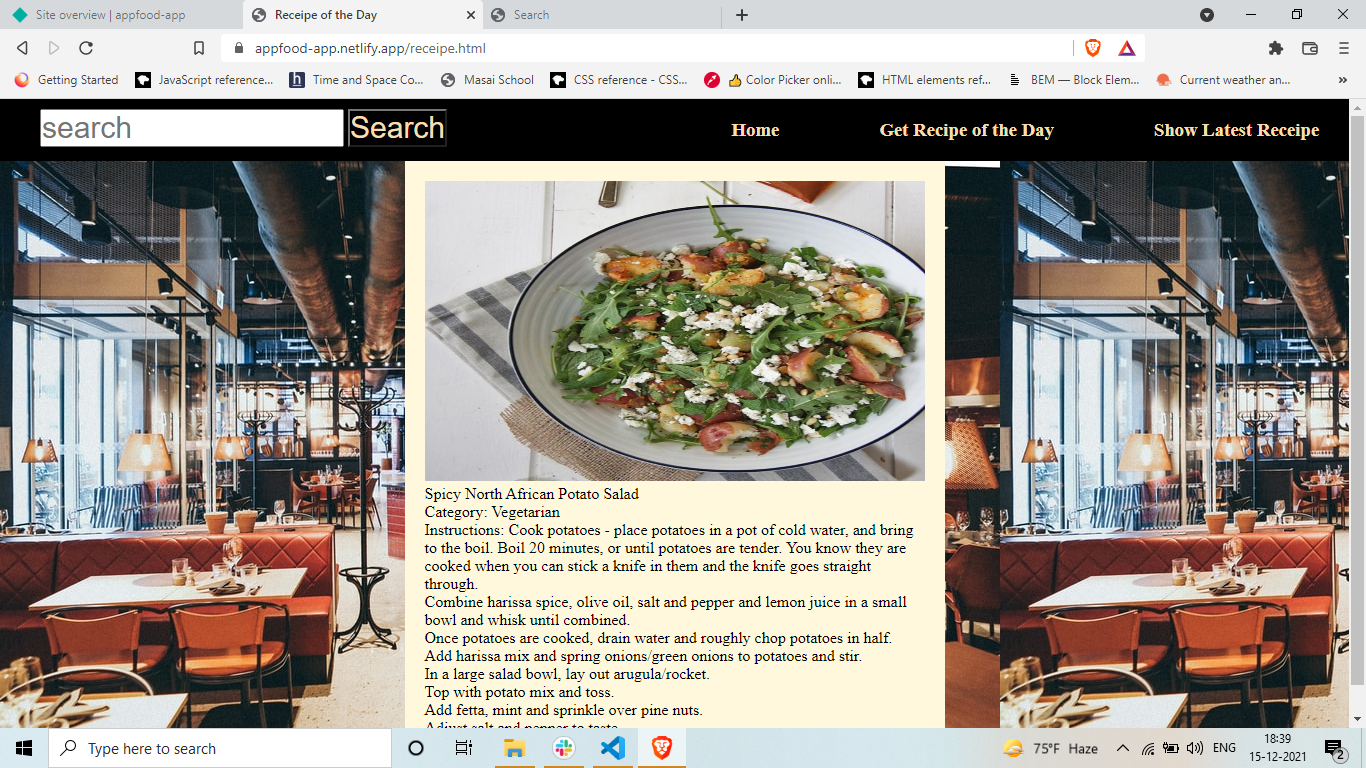 Site overview | appfood-app
Receipe of the Day
Search
appfood-app.netlify.app/receipe.html
Getting Started
JavaScript reference...
Time and Space Co...
Masai School
CSS reference - CSS...
👍 Color Picker onli...
HTML elements ref...
BEM — Block Elem...
Current weather an...
»
search
Search
Home
Get Recipe of the Day
Show Latest Receipe
Spicy North African Potato Salad
Category: Vegetarian
Instructions: Cook potatoes - place potatoes in a pot of cold water, and bring
to the boil. Boil 20 minutes, or until potatoes are tender. You know they are
cooked when you can stick a knife in them and the knife goes straight
through.
Combine harissa spice, olive oil, salt and pepper and lemon juice in a small
bowl and whisk until combined.
Once potatoes are cooked, drain water and roughly chop potatoes in half.
Add harissa mix and spring onions/green onions to potatoes and stir.
In a large salad bowl, lay out arugula/rocket.
Top with potato mix and toss.
Add fetta, mint and sprinkle over pine nuts.
Adjust salt and pepper to taste.
Type here to search
75°F Haze
ENG
18:39
15-12-2021
2